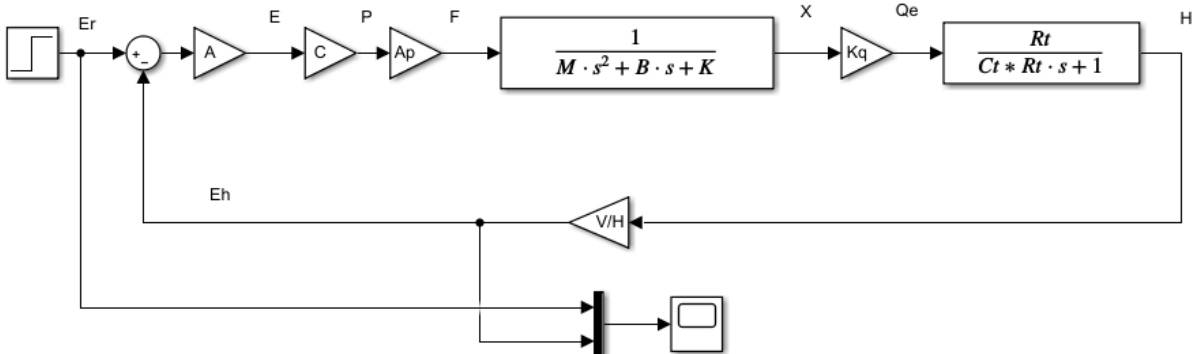 Er
E
P
F
X
Qe
H
+
−
A
C
Ap
1
M · s² + B · s + K
Kq
Rt
Ct ∗ Rt · s + 1
Eh
V/H